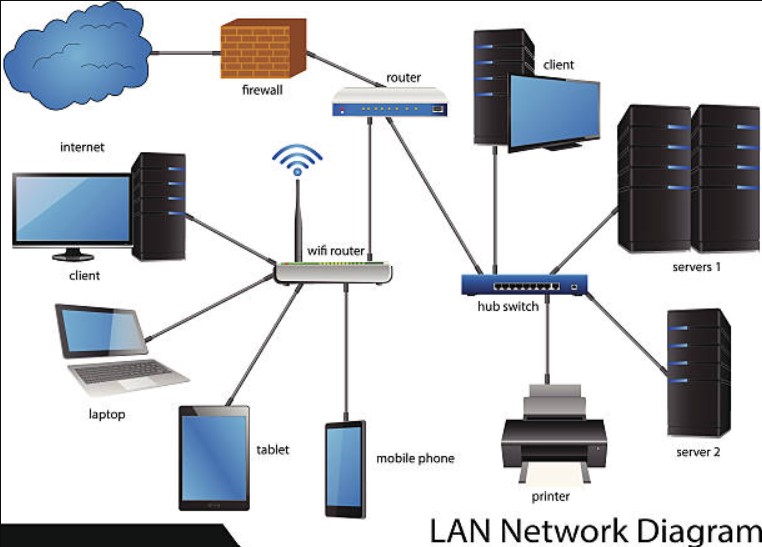 firewall
router
client
internet
wifi router
servers 1
client
hub switch
laptop
tablet
mobile phone
server 2
printer
LAN Network Diagram